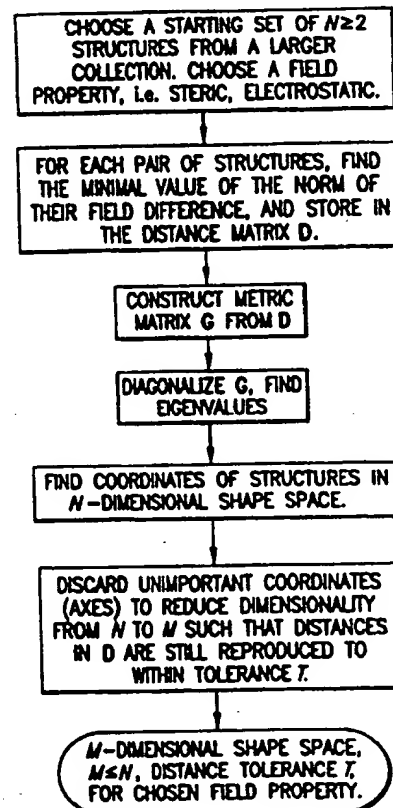 CHOOSE A STARTING SET OF N≥2
STRUCTURES FROM A LARGER
COLLECTION. CHOOSE A FIELD
PROPERTY, i.e. STERIC, ELECTROSTATIC.
FOR EACH PAIR OF STRUCTURES, FIND
THE MINIMAL VALUE OF THE NORM OF
THEIR FIELD DIFFERENCE, AND STORE IN
THE DISTANCE MATRIX D.
CONSTRUCT METRIC
MATRIX G FROM D
DIAGONALIZE G, FIND
EIGENVALUES
FIND COORDINATES OF STRUCTURES IN
N-DIMENSIONAL SHAPE SPACE.
DISCARD UNIMPORTANT COORDINATES
(AXES) TO REDUCE DIMENSIONALITY
FROM N TO M SUCH THAT DISTANCES
IN D ARE STILL REPRODUCED TO
WITHIN TOLERANCE T.
M-DIMENSIONAL SHAPE SPACE,
M≤N, DISTANCE TOLERANCE T,
FOR CHOSEN FIELD PROPERTY.